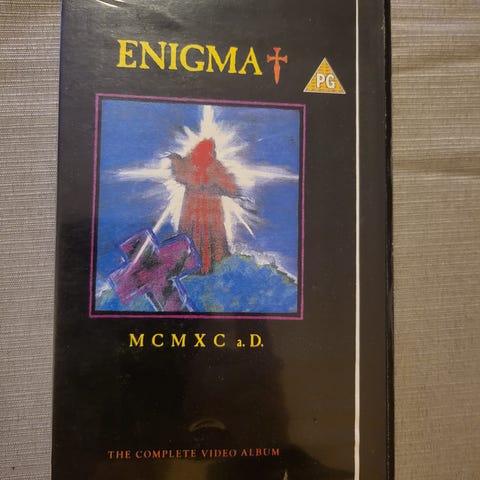 ENIGMA
PG
MCMXC a.D.
THE COMPLETE VIDEO ALBUM